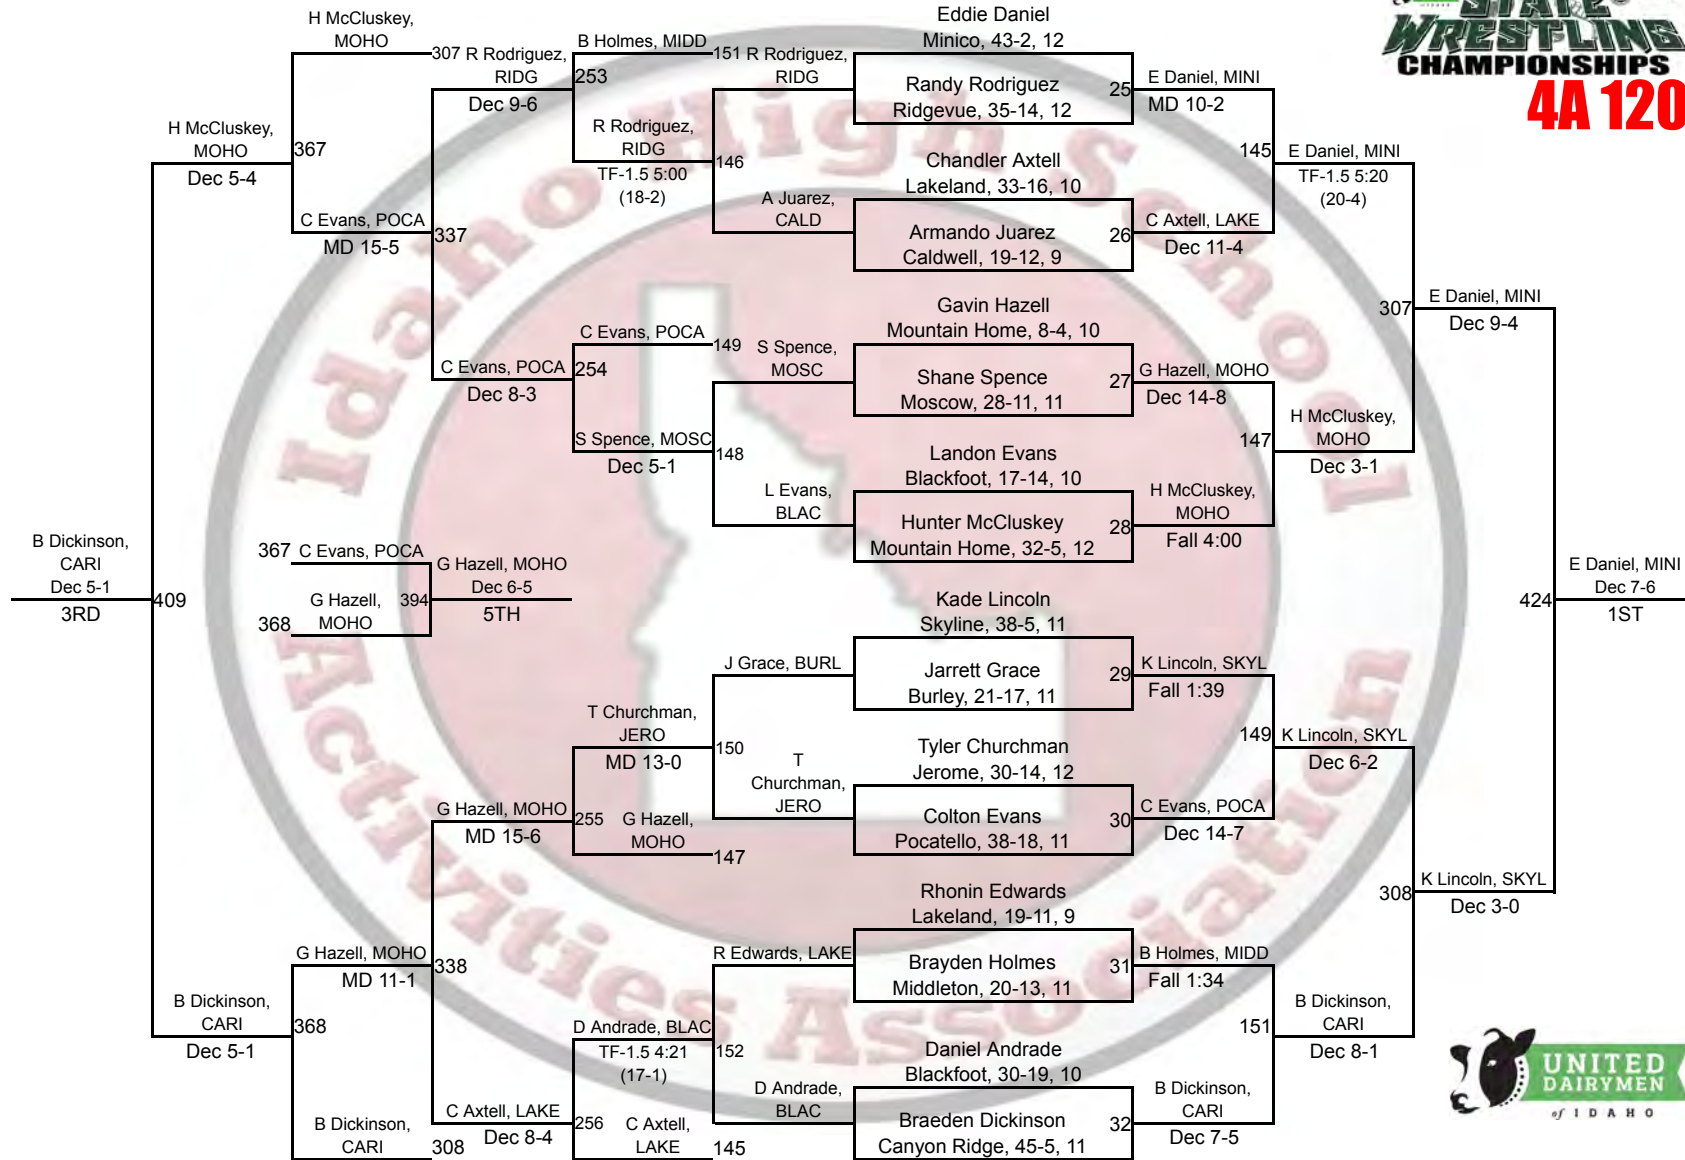 STATE
WRESTLING
CHAMPIONSHIPS
4A 120
Idaho High School
Activities Association
H McCluskey,
MOHO
307
R Rodriguez,
RIDG
Dec 9-6
B Holmes, MIDD
151
253
R Rodriguez,
RIDG
TF-1.5 5:00
(18-2)
146
R Rodriguez,
RIDG
A Juarez,
CALD
H McCluskey,
MOHO
Dec 5-4
367
C Evans, POCA
MD 15-5
337
C Evans, POCA
149
C Evans, POCA
Dec 8-3
254
S Spence, MOSC
Dec 5-1
148
S Spence,
MOSC
L Evans,
BLAC
B Dickinson,
CARI
Dec 5-1
3RD
409
367
C Evans, POCA
368
G Hazell,
MOHO
394
G Hazell, MOHO
Dec 6-5
5TH
J Grace, BURL
T Churchman,
JERO
MD 13-0
150
T
Churchman,
JERO
G Hazell, MOHO
MD 15-6
255
G Hazell,
MOHO
147
G Hazell, MOHO
MD 11-1
338
R Edwards, LAKE
B Dickinson,
CARI
Dec 5-1
368
D Andrade, BLAC
TF-1.5 4:21
(17-1)
152
D Andrade,
BLAC
C Axtell, LAKE
Dec 8-4
256
C Axtell,
LAKE
145
B Dickinson,
CARI
308
Eddie Daniel
Minico, 43-2, 12
Randy Rodriguez
Ridgevue, 35-14, 12
25
E Daniel, MINI
MD 10-2
Chandler Axtell
Lakeland, 33-16, 10
Armando Juarez
Caldwell, 19-12, 9
26
C Axtell, LAKE
Dec 11-4
145
E Daniel, MINI
TF-1.5 5:20
(20-4)
Gavin Hazell
Mountain Home, 8-4, 10
Shane Spence
Moscow, 28-11, 11
27
G Hazell, MOHO
Dec 14-8
Landon Evans
Blackfoot, 17-14, 10
Hunter McCluskey
Mountain Home, 32-5, 12
28
H McCluskey,
MOHO
Fall 4:00
147
H McCluskey,
MOHO
Dec 3-1
307
E Daniel, MINI
Dec 9-4
Kade Lincoln
Skyline, 38-5, 11
Jarrett Grace
Burley, 21-17, 11
29
K Lincoln, SKYL
Fall 1:39
Tyler Churchman
Jerome, 30-14, 12
Colton Evans
Pocatello, 38-18, 11
30
C Evans, POCA
Dec 14-7
149
K Lincoln, SKYL
Dec 6-2
Rhonin Edwards
Lakeland, 19-11, 9
Brayden Holmes
Middleton, 20-13, 11
31
B Holmes, MIDD
Fall 1:34
Daniel Andrade
Blackfoot, 30-19, 10
Braeden Dickinson
Canyon Ridge, 45-5, 11
32
B Dickinson,
CARI
Dec 7-5
151
B Dickinson,
CARI
Dec 8-1
308
K Lincoln, SKYL
Dec 3-0
424
E Daniel, MINI
Dec 7-6
1ST
UNITED
DAIRYMEN
of IDAHO